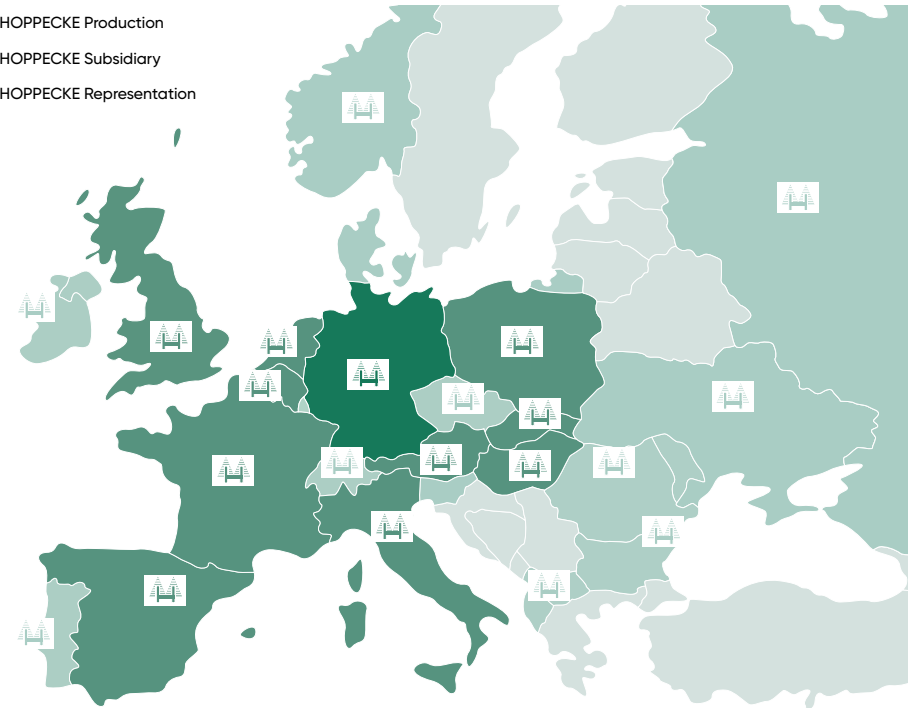 HOPPECKE Production
HOPPECKE Subsidiary
HOPPECKE Representation